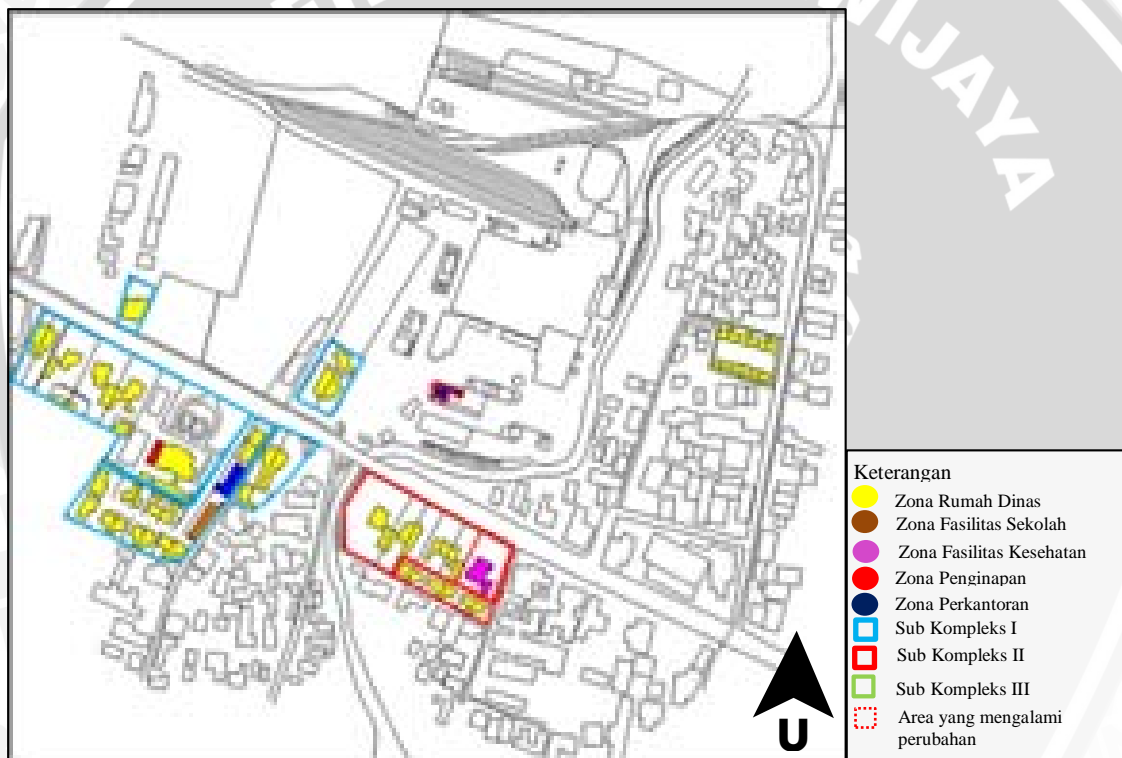 WIJAYA
U
Keterangan
Zona Rumah Dinas
Zona Fasilitas Sekolah
Zona Fasilitas Kesehatan
Zona Penginapan
Zona Perkantoran
Sub Kompleks I
Sub Kompleks II
Sub Kompleks III
Area yang mengalami
perubahan